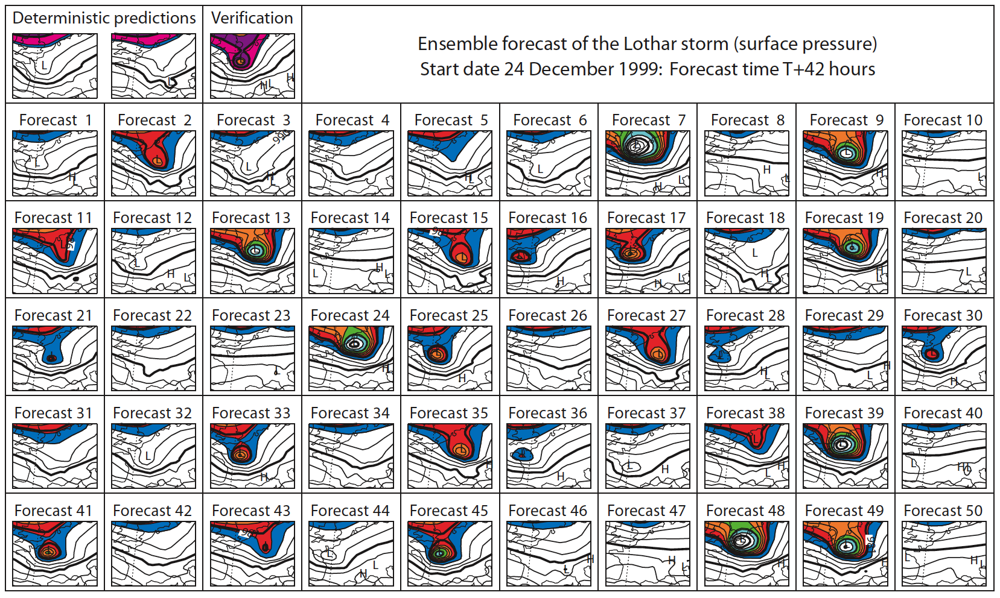 Deterministic predictions
Verification
Ensemble forecast of the Lothar storm (surface pressure)
Start date 24 December 1999: Forecast time T+42 hours
L
L
L
H L H
Forecast 1 Forecast 2 Forecast 3 Forecast 4 Forecast 5 Forecast 6 Forecast 7 Forecast 8 Forecast 9 Forecast 10
L H L
L
990 L H L
H L
L
L H L
H L
L H
L
Forecast 11 Forecast 12 Forecast 13 Forecast 14 Forecast 15 Forecast 16 Forecast 17 Forecast 18 Forecast 19 Forecast 20
L 98
L H L
L
L H L
98 L
L H
L H L
L H L
L H L
L
Forecast 21 Forecast 22 Forecast 23 Forecast 24 Forecast 25 Forecast 26 Forecast 27 Forecast 28 Forecast 29 Forecast 30
L
L
L H
L H
L
L H L
H L
L H
Forecast 31 Forecast 32 Forecast 33 Forecast 34 Forecast 35 Forecast 36 Forecast 37 Forecast 38 Forecast 39 Forecast 40
L
L H
L H
L H
L H
L H L
L
L H L
Forecast 41 Forecast 42 Forecast 43 Forecast 44 Forecast 45 Forecast 46 Forecast 47 Forecast 48 Forecast 49 Forecast 50
L
98
L H L
L
H L
H L
L H
L L
L H L